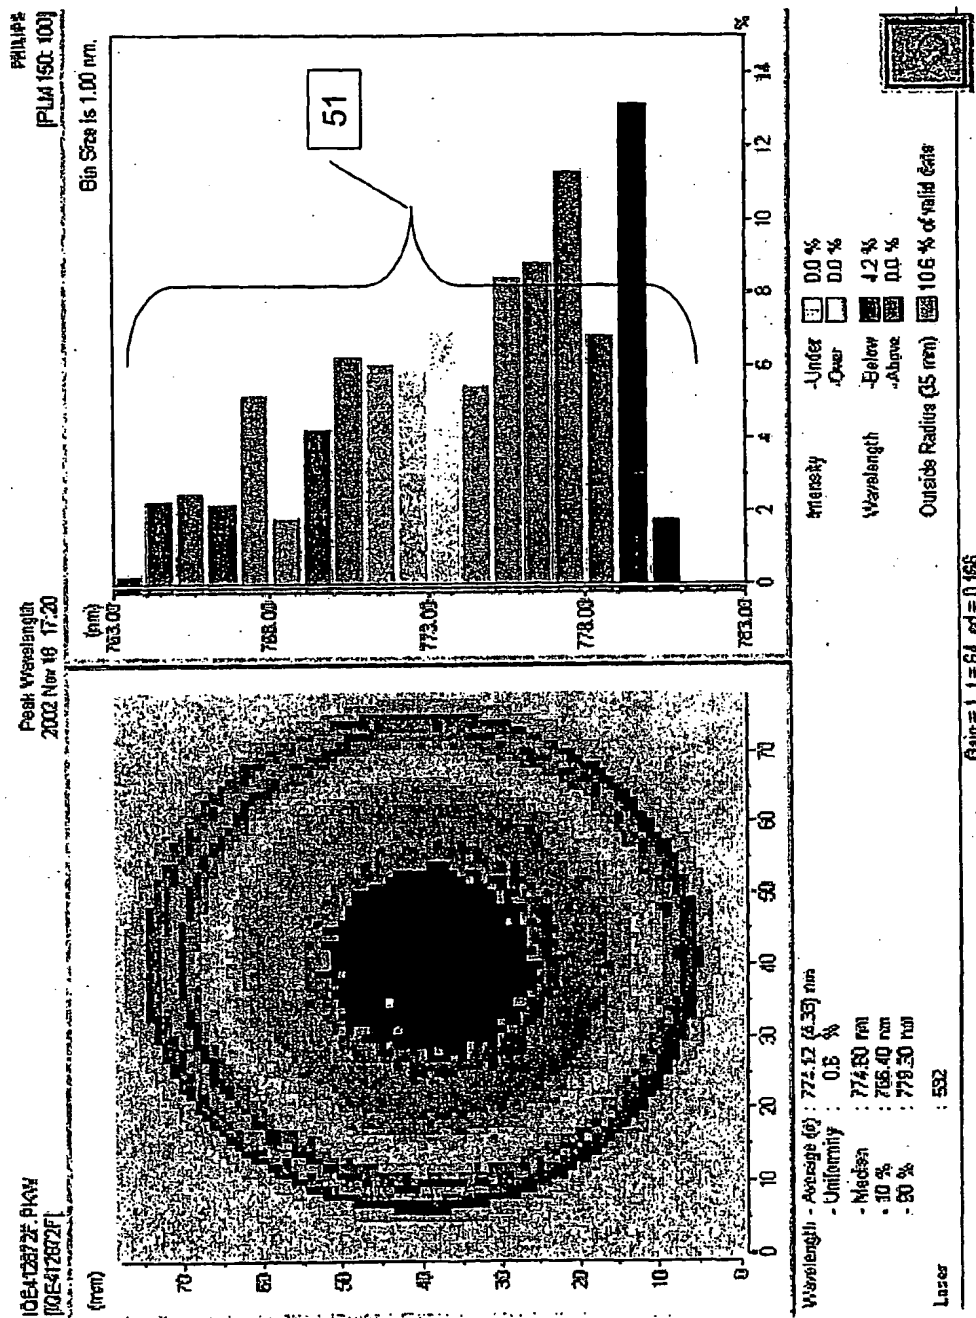 PHILIPS
[PLM 150: 100]
Peak Wavelength
2002 Nov 18 17:20
(mm)
70
60
50
40
30
20
10
0
0
10
20
30
40
50
60
70
(nm)
763.00
768.00
773.00
778.00
783.00
Bin Size is 1.00 nm.
51
0
2
4
6
8
10
12
14
%
Wavelength - Average (σ) : 774.12 (4.33) nm
- Uniformity : 0.6 %
- Median : 774.80 nm
- 10 % : 766.40 nm
- 90 % : 779.30 nm
Laser : 532
Intensity -Under 0.0 %
-Over 0.0 %
Wavelength -Below 4.2 %
-Above 0.0 %
Outside Radius (35 mm) 10.6 % of valid data